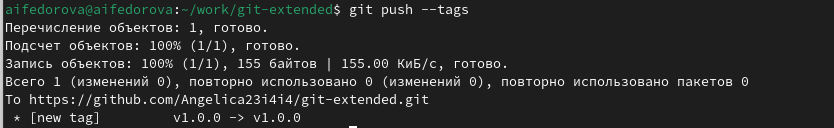 aifedorova@aifedorova:~/work/git-extended$ git push --tags
Перечисление объектов: 1, готово.
Подсчет объектов: 100% (1/1), готово.
Запись объектов: 100% (1/1), 155 байтов | 155.00 КиБ/с, готово.
Всего 1 (изменений 0), повторно использовано 0 (изменений 0), повторно использовано пакетов 0
To https://github.com/Angelica23i4i4/git-extended.git
 * [new tag]         v1.0.0 -> v1.0.0